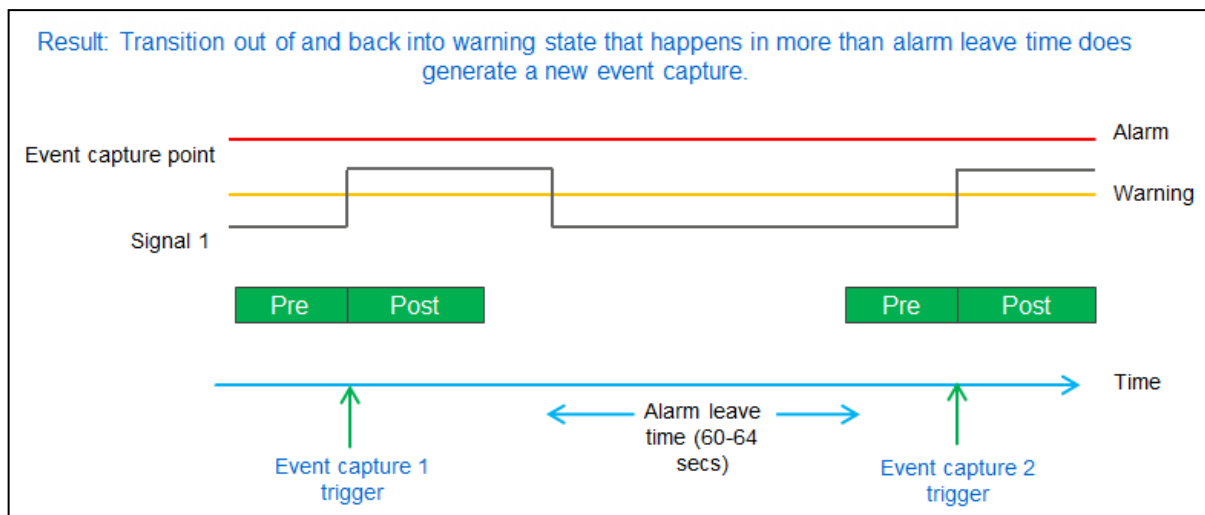 Result: Transition out of and back into warning state that happens in more than alarm leave time does
generate a new event capture.
Alarm
Event capture point
Warning
Signal 1
Pre
Post
Pre
Post
Time
Alarm leave
time (60-64
secs)
Event capture 1
trigger
Event capture 2
trigger